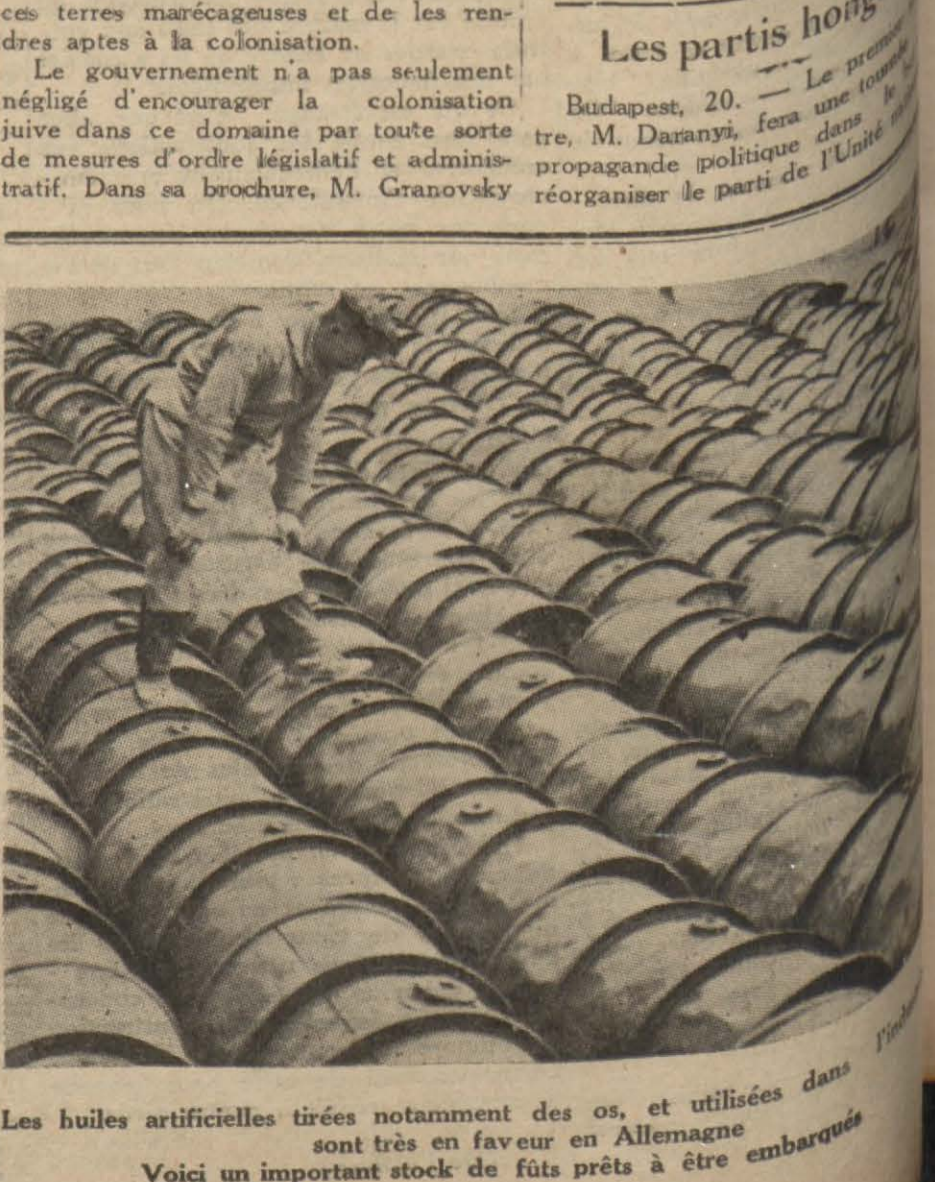 ces terres marécageuses et de les ren-
dres aptes à la colonisation.
Le gouvernement n'a pas seulement
négligé d'encourager la colonisation
juive dans ce domaine par toute sorte
de mesures d'ordre législatif et adminis-
tratif. Dans sa brochure, M. Granovsky
Les partis hong
Budapest, 20. — Le premier
tre, M. Daranyi, fera une tournée
propagande politique dans le
réorganiser le parti de l'Unité
Les huiles artificielles tirées notamment des os, et utilisées dans l'indu
sont très en faveur en Allemagne
Voici un important stock de fûts prêts à être embarqués